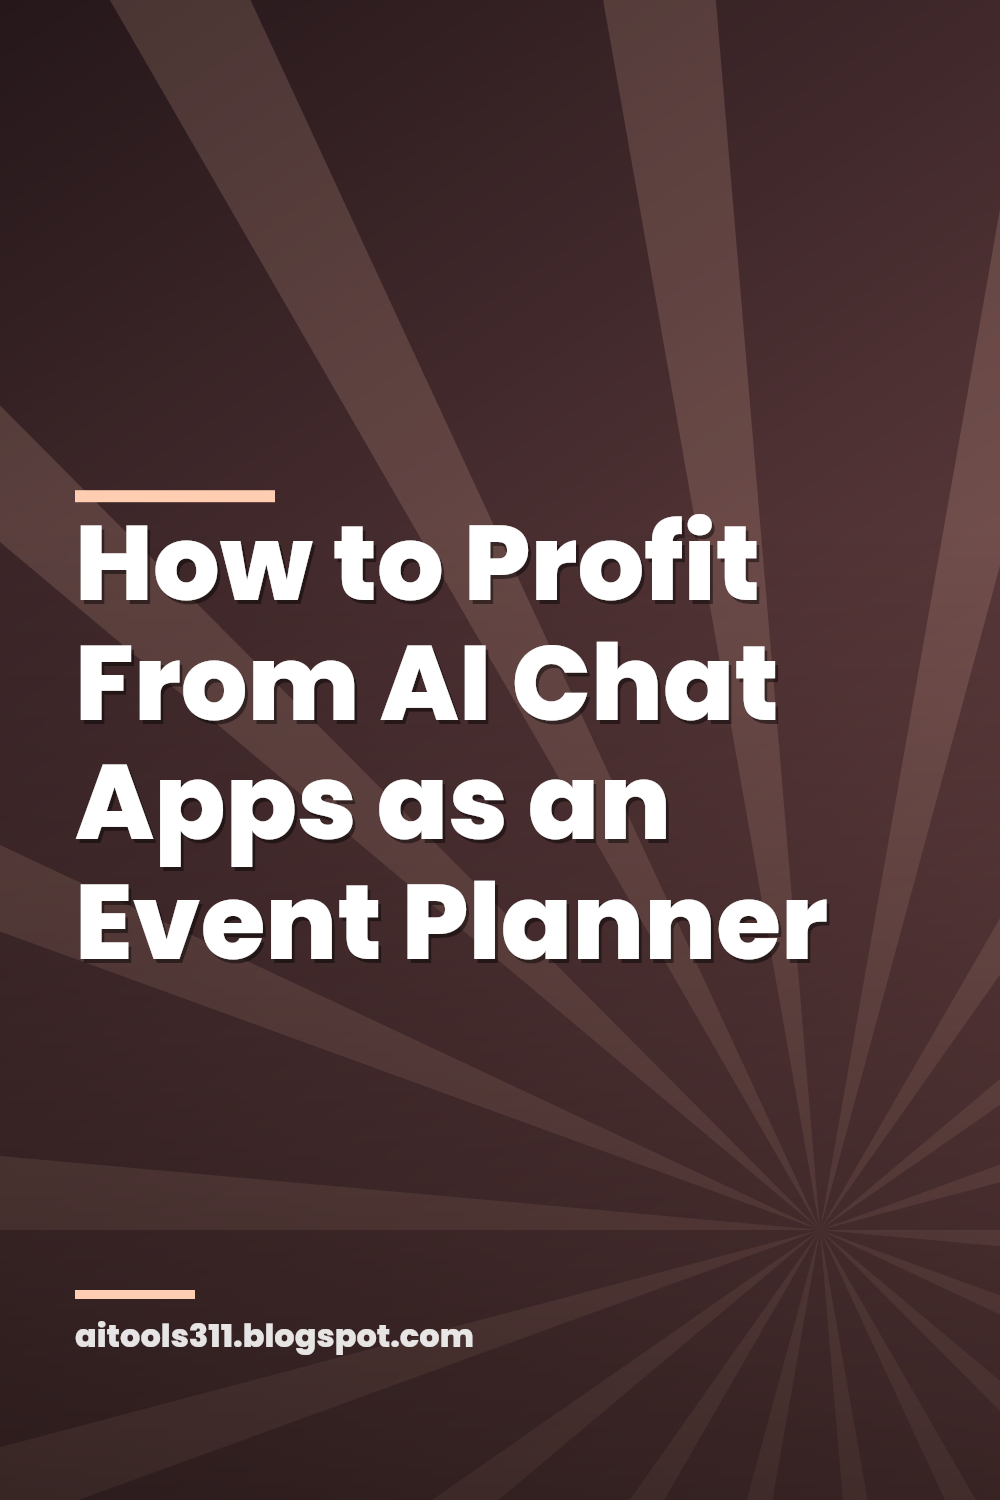 How to Profit
From AI Chat
Apps as an
Event Planner
aitools311.blogspot.com